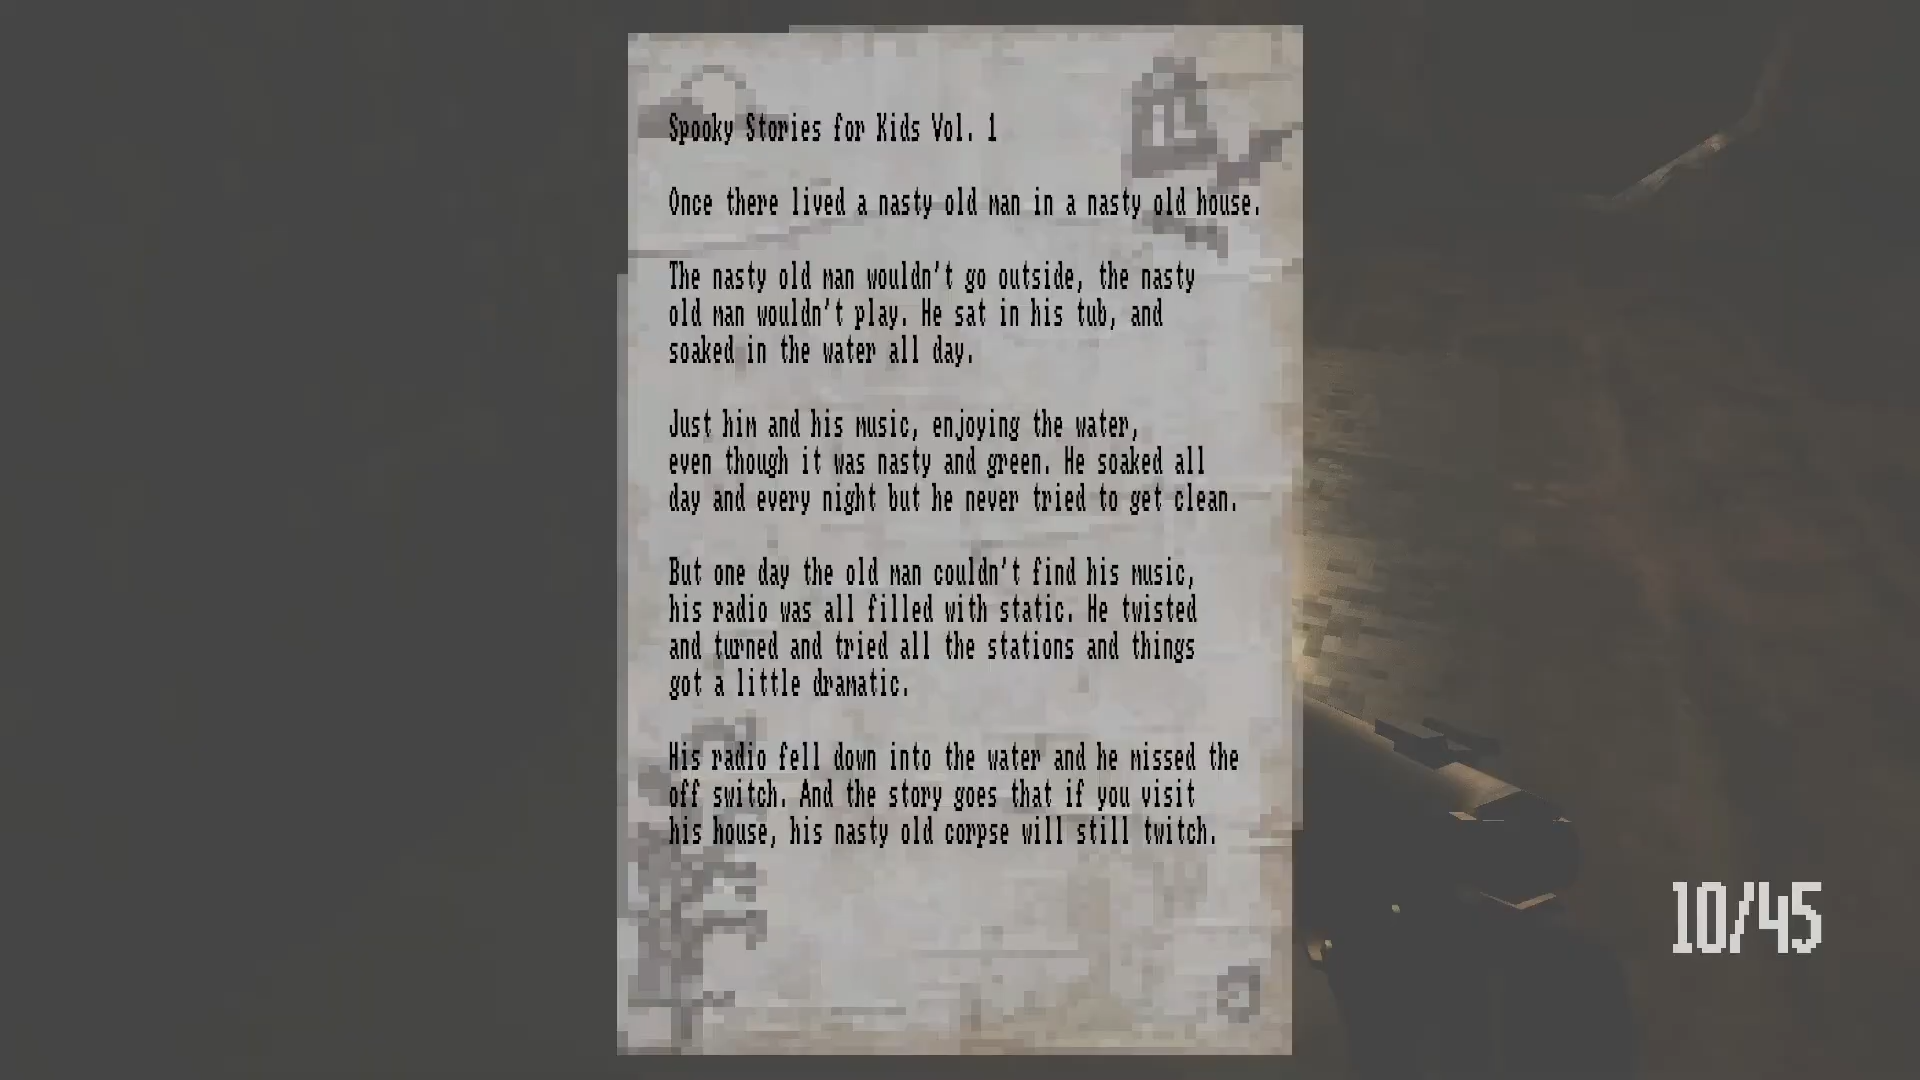 Spooky Stories for Kids Vol. 1
Once there lived a nasty old man in a nasty old house.
The nasty old man wouldn't go outside, the nasty
old man wouldn't play. He sat in his tub, and
soaked in the water all day.
Just him and his music, enjoying the water,
even though it was nasty and green. He soaked all
day and every night but he never tried to get clean.
But one day the old man couldn't find his music,
his radio was all filled with static. He twisted
and turned and tried all the stations and things
got a little dramatic.
His radio fell down into the water and he missed the
off switch. And the story goes that if you visit
his house, his nasty old corpse will still twitch.
10/45